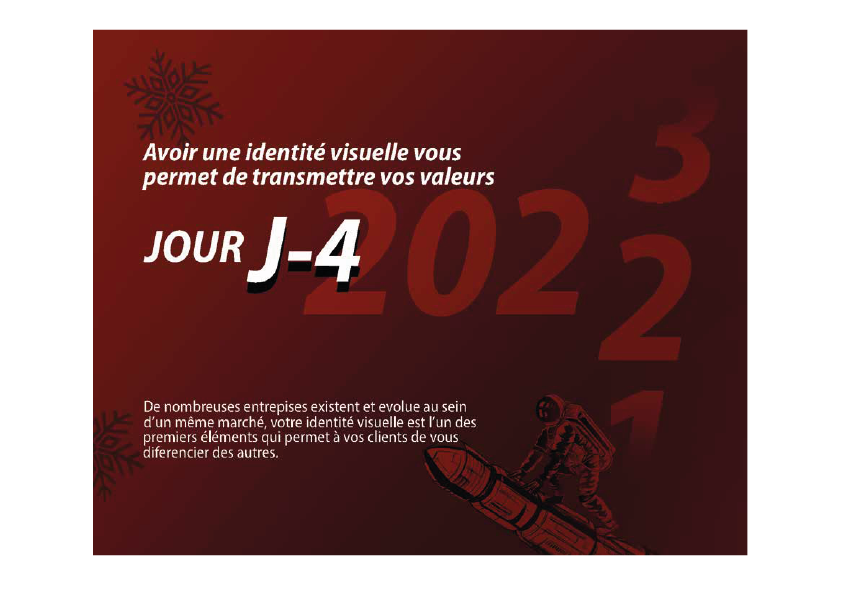 Avoir une identité visuelle vous
permet de transmettre vos valeurs
JOUR J-4
202
3
2
1
De nombreuses entrepises existent et evolue au sein
d'un même marché, votre identité visuelle est l'un des
premiers éléments qui permet à vos clients de vous
diferencier des autres.